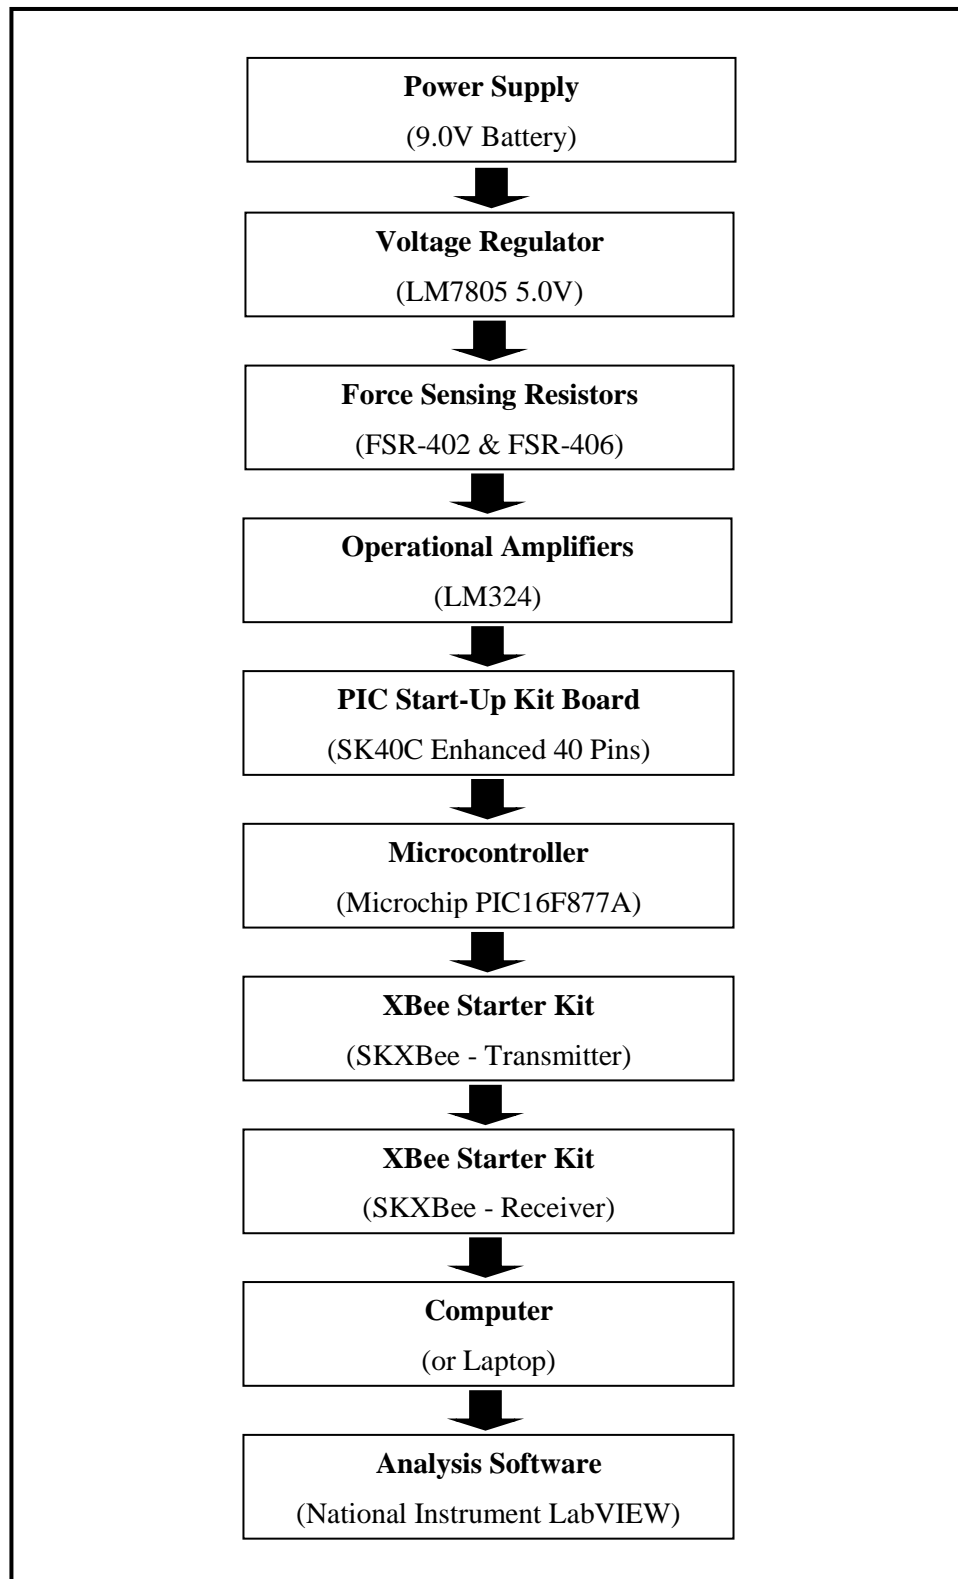 Power Supply
(9.0V Battery)
Voltage Regulator
(LM7805 5.0V)
Force Sensing Resistors
(FSR-402 & FSR-406)
Operational Amplifiers
(LM324)
PIC Start-Up Kit Board
(SK40C Enhanced 40 Pins)
Microcontroller
(Microchip PIC16F877A)
XBee Starter Kit
(SKXBee - Transmitter)
XBee Starter Kit
(SKXBee - Receiver)
Computer
(or Laptop)
Analysis Software
(National Instrument LabVIEW)